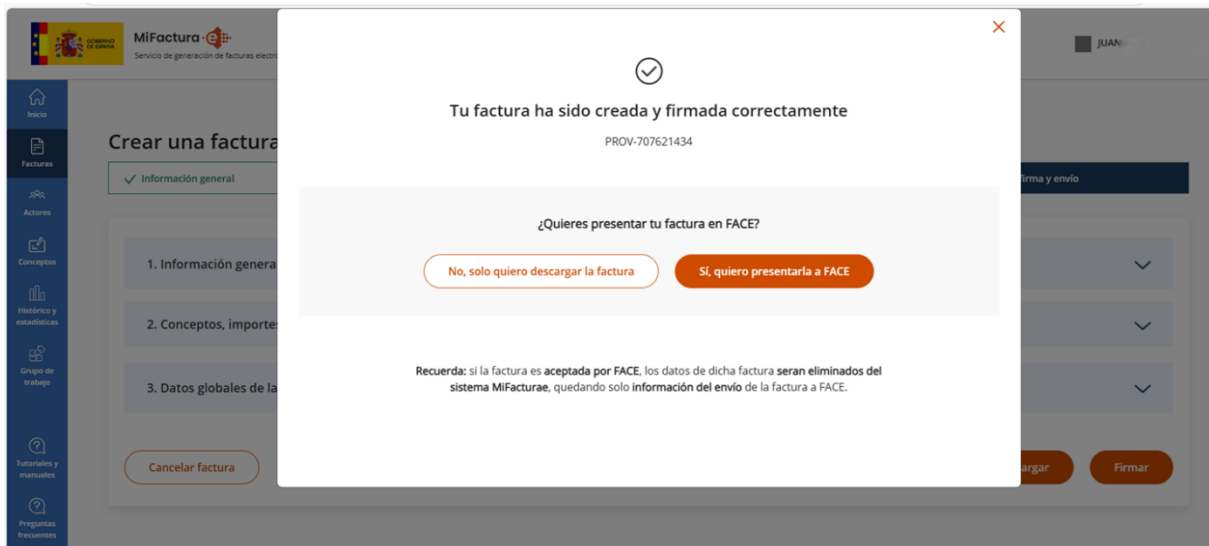 GOBIERNO
DE ESPAÑA
MiFactura e
Servicio de generación de facturas electró
JUAN
Inicio
Facturas
Actores
Conceptos
Histórico y
estadísticas
Grupo de
trabajo
Tutoriales y
manuales
Preguntas
frecuentes
Crear una factura
Información general
firma y envío
1. Información genera
2. Conceptos, importes
3. Datos globales de la
Cancelar factura
argar
Firmar
Tu factura ha sido creada y firmada correctamente
PROV-707621434
¿Quieres presentar tu factura en FACE?
No, solo quiero descargar la factura
Sí, quiero presentarla a FACE
Recuerda: si la factura es aceptada por FACE, los datos de dicha factura seran eliminados del
sistema MiFacturae, quedando solo información del envío de la factura a FACE.